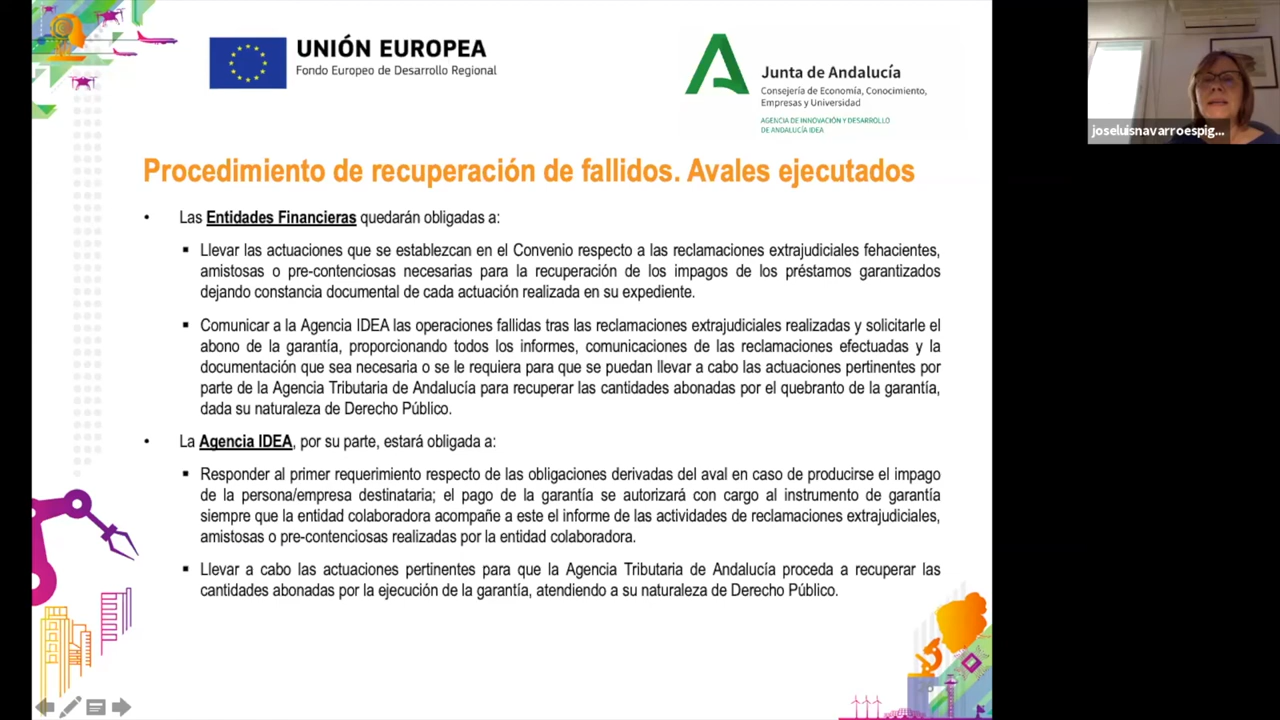 UNIÓN EUROPEA
Fondo Europeo de Desarrollo Regional
Junta de Andalucía
Consejería de Economía, Conocimiento,
Empresas y Universidad
AGENCIA DE INNOVACIÓN Y DESARROLLO
DE ANDALUCÍA IDEA
joseluisnavarroespig...
Procedimiento de recuperación de fallidos. Avales ejecutados
• Las Entidades Financieras quedarán obligadas a:
▪ Llevar las actuaciones que se establezcan en el Convenio respecto a las reclamaciones extrajudiciales fehacientes,
amistosas o pre-contenciosas necesarias para la recuperación de los impagos de los préstamos garantizados
dejando constancia documental de cada actuación realizada en su expediente.
▪ Comunicar a la Agencia IDEA las operaciones fallidas tras las reclamaciones extrajudiciales realizadas y solicitarle el
abono de la garantía, proporcionando todos los informes, comunicaciones de las reclamaciones efectuadas y la
documentación que sea necesaria o se le requiera para que se puedan llevar a cabo las actuaciones pertinentes por
parte de la Agencia Tributaria de Andalucía para recuperar las cantidades abonadas por el quebranto de la garantía,
dada su naturaleza de Derecho Público.
• La Agencia IDEA, por su parte, estará obligada a:
▪ Responder al primer requerimiento respecto de las obligaciones derivadas del aval en caso de producirse el impago
de la persona/empresa destinataria; el pago de la garantía se autorizará con cargo al instrumento de garantía
siempre que la entidad colaboradora acompañe a este el informe de las actividades de reclamaciones extrajudiciales,
amistosas o pre-contenciosas realizadas por la entidad colaboradora.
▪ Llevar a cabo las actuaciones pertinentes para que la Agencia Tributaria de Andalucía proceda a recuperar las
cantidades abonadas por la ejecución de la garantía, atendiendo a su naturaleza de Derecho Público.